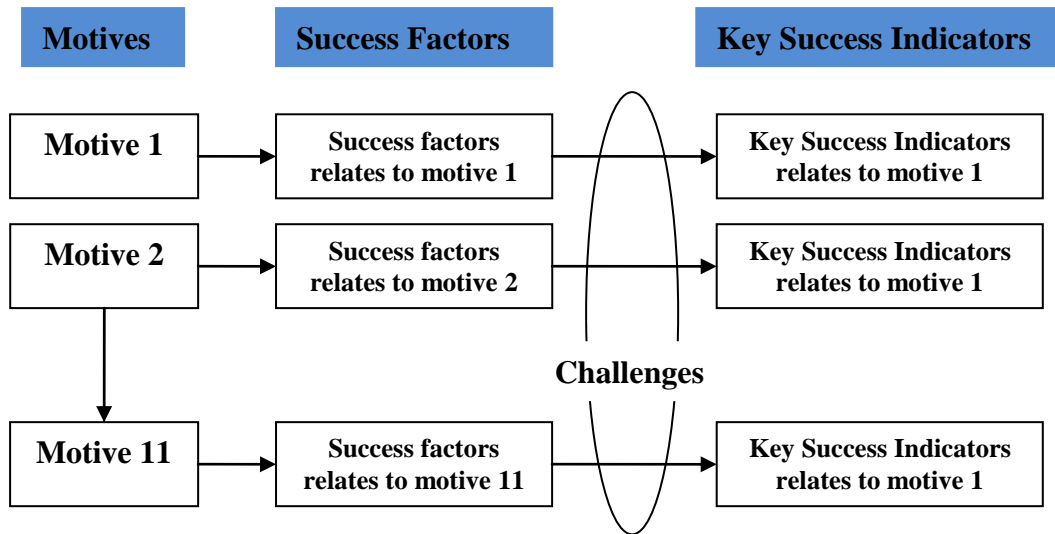 Motives
Success Factors
Key Success Indicators
Motive 1
Success factors
relates to motive 1
Key Success Indicators
relates to motive 1
Motive 2
Success factors
relates to motive 2
Key Success Indicators
relates to motive 1
Challenges
Motive 11
Success factors
relates to motive 11
Key Success Indicators
relates to motive 1